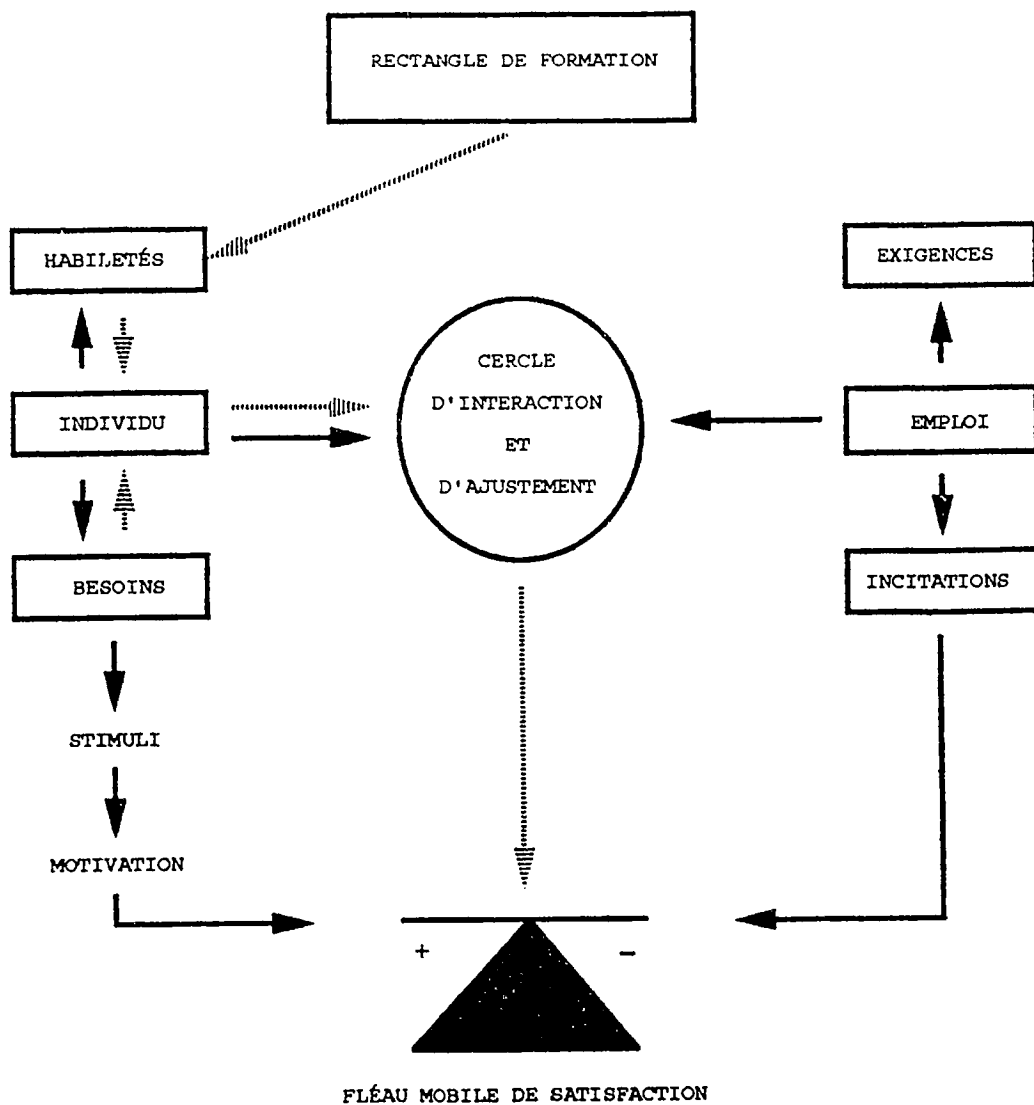 RECTANGLE DE FORMATION
HABILETÉS
EXIGENCES
CERCLE
D'INTERACTION
ET
D'AJUSTEMENT
INDIVIDU
EMPLOI
BESOINS
INCITATIONS
STIMULI
MOTIVATION
+
−
FLÉAU MOBILE DE SATISFACTION